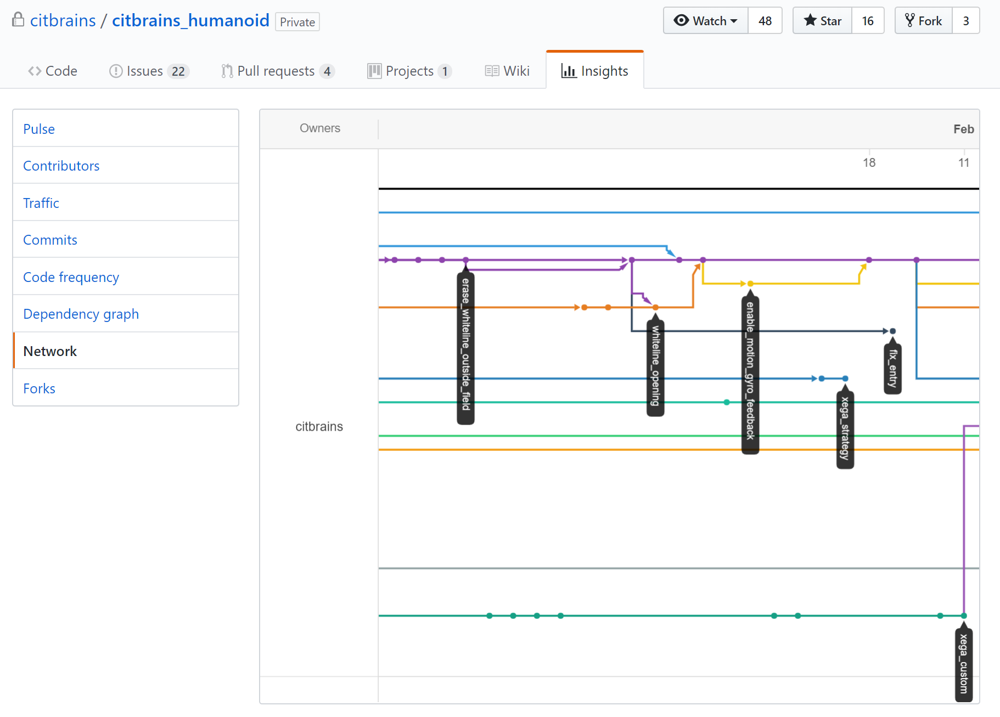 citbrains / citbrains_humanoid Private
Watch 48 Star 16 Fork 3
Code Issues 22 Pull requests 4 Projects 1 Wiki Insights
Pulse
Contributors
Traffic
Commits
Code frequency
Dependency graph
Network
Forks
Owners
Feb
18 11
citbrains
erase_whiteline_outside_field
whiteline_opening
enable_motion_gyro_feedback
xega_strategy
fix_entry
xega_custom